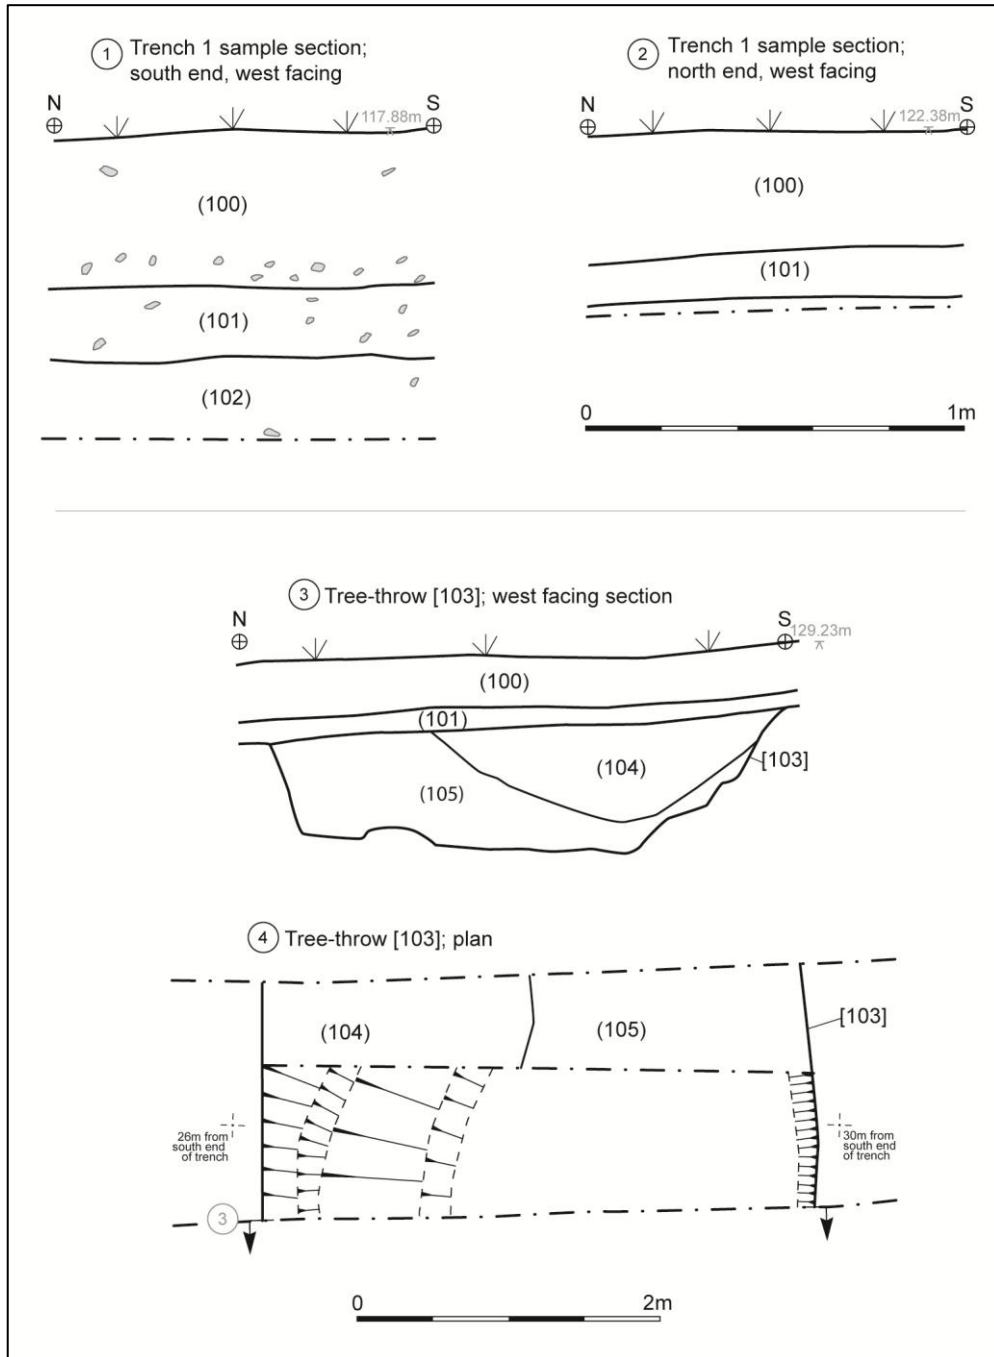 1 Trench 1 sample section;
south end, west facing
N
S
117.88m
(100)
(101)
(102)
2 Trench 1 sample section;
north end, west facing
N
S
122.38m
(100)
(101)
0 1m
3 Tree-throw [103]; west facing section
N
S
129.23m
(100)
(101)
(104)
[103]
(105)
4 Tree-throw [103]; plan
(104)
(105)
[103]
26m from
south end
of trench
30m from
south end
of trench
3
0 2m